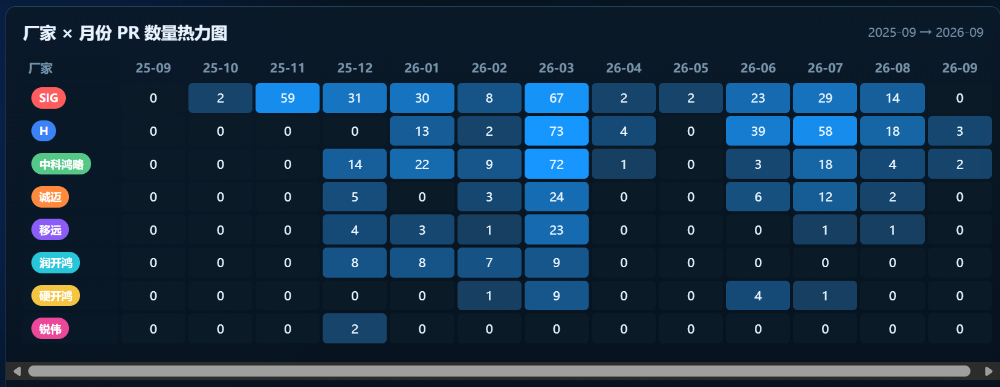 厂家 × 月份 PR 数量热力图 2025-09 → 2026-09
厂家 25-09 25-10 25-11 25-12 26-01 26-02 26-03 26-04 26-05 26-06 26-07 26-08 26-09
SIG 0 2 59 31 30 8 67 2 2 23 29 14 0
H 0 0 0 0 13 2 73 4 0 39 58 18 3
中科鸿略 0 0 0 14 22 9 72 1 0 3 18 4 2
诚迈 0 0 0 5 0 3 24 0 0 6 12 2 0
移远 0 0 0 4 3 1 23 0 0 0 1 1 0
润开鸿 0 0 0 8 8 7 9 0 0 0 0 0 0
硬开鸿 0 0 0 0 0 1 9 0 0 4 1 0 0
锐伟 0 0 0 2 0 0 0 0 0 0 0 0 0